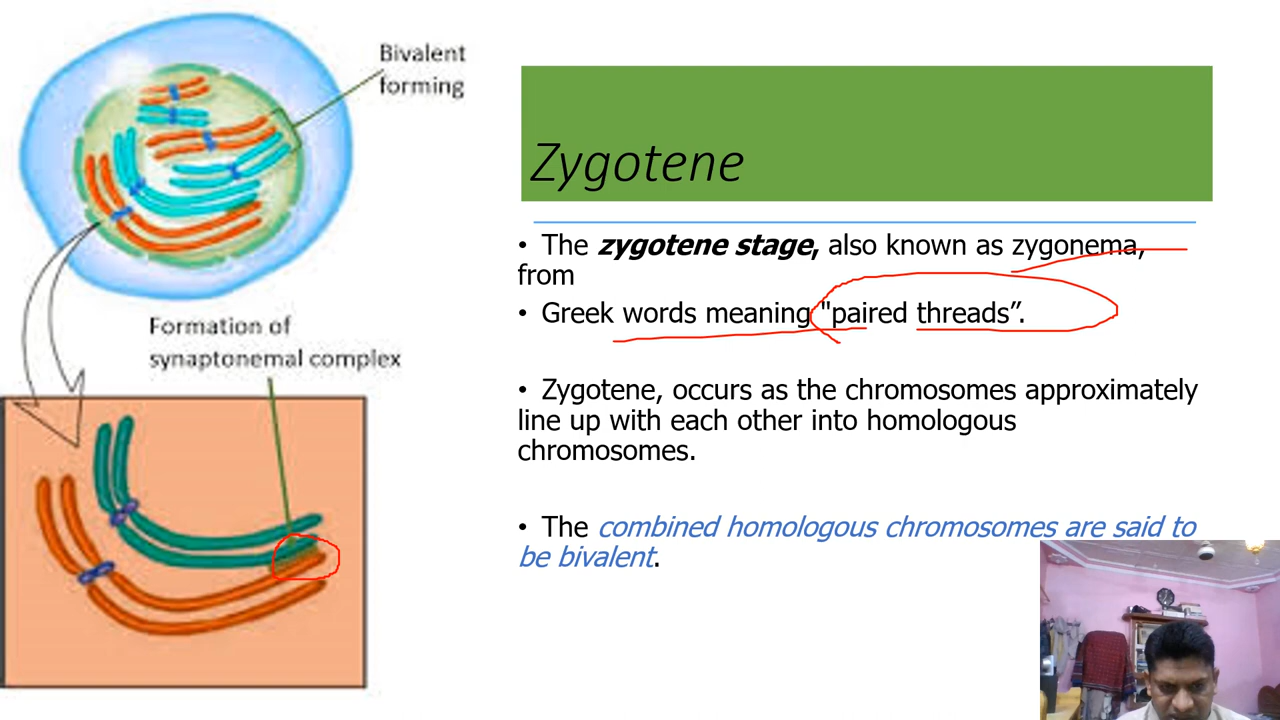 Bivalent
forming
Formation of
synaptonemal complex
Zygotene
• The zygotene stage, also known as zygonema,
from
• Greek words meaning "paired threads”.
• Zygotene, occurs as the chromosomes approximately
line up with each other into homologous
chromosomes.
• The combined homologous chromosomes are said to
be bivalent.